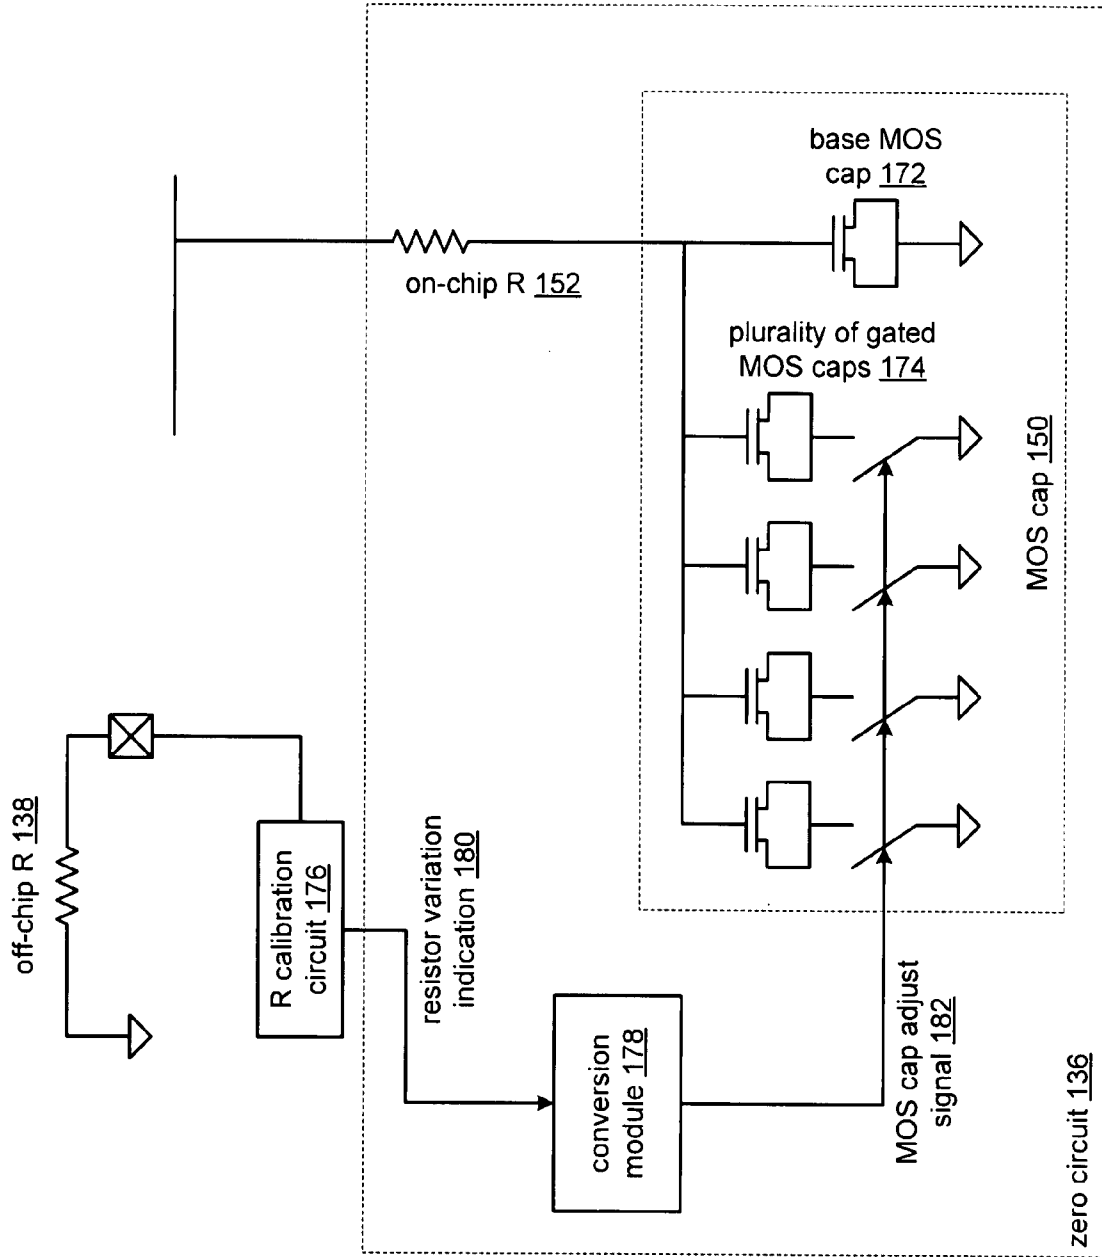 off-chip R 138
R calibration
circuit 176
resistor variation
indication 180
conversion
module 178
MOS cap adjust
signal 182
zero circuit 136
on-chip R 152
base MOS
cap 172
plurality of gated
MOS caps 174
MOS cap 150